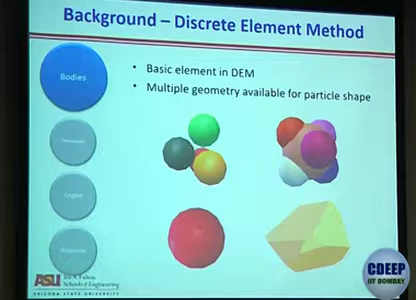 Background – Discrete Element Method
Bodies
• Basic element in DEM
• Multiple geometry available for particle shape
Engine
ASU
Ira A. Fulton
Schools of Engineering
ARIZONA STATE UNIVERSITY
CDEEP
IIT BOMBAY